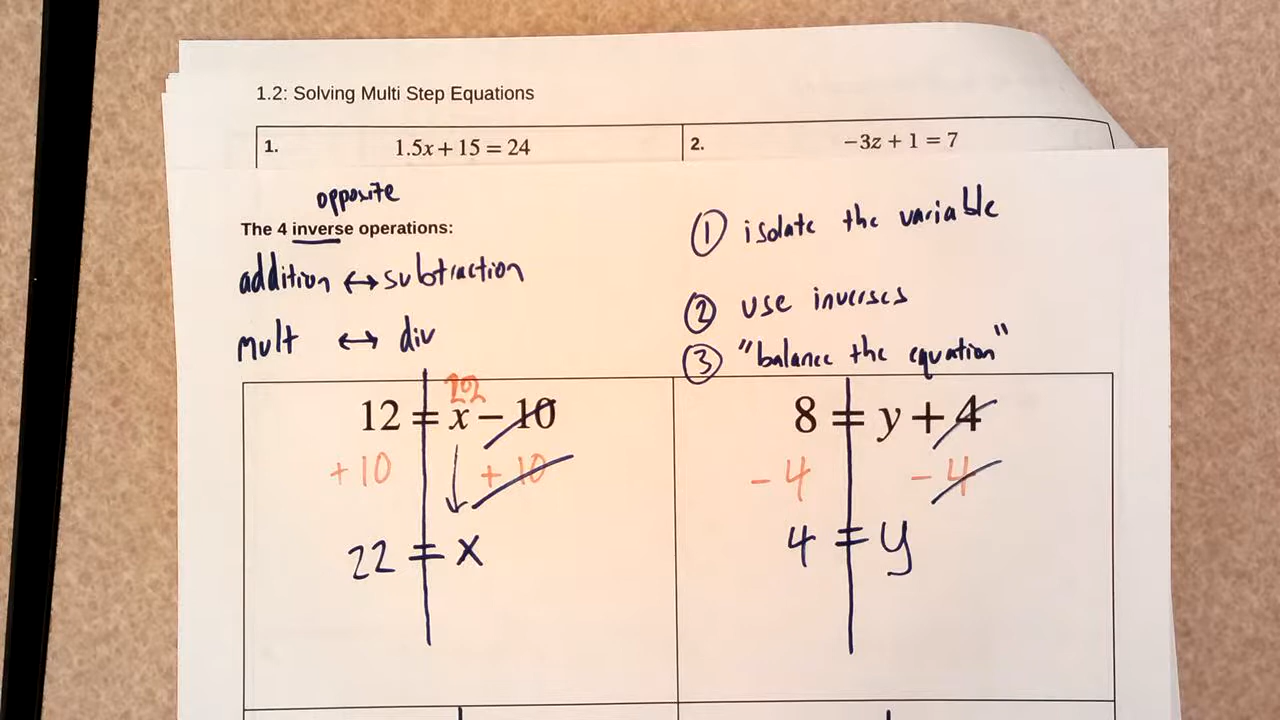 1.2: Solving Multi Step Equations
1. 1.5x + 15 = 24
2. −3z + 1 = 7
opposite
The 4 inverse operations:
addition ↔ subtraction
mult ↔ div
① isolate the variable
② use inverses
③ "balance the equation"
22
12 = x − 10
+10 +10
22 = x
8 = y + 4
−4 −4
4 = y